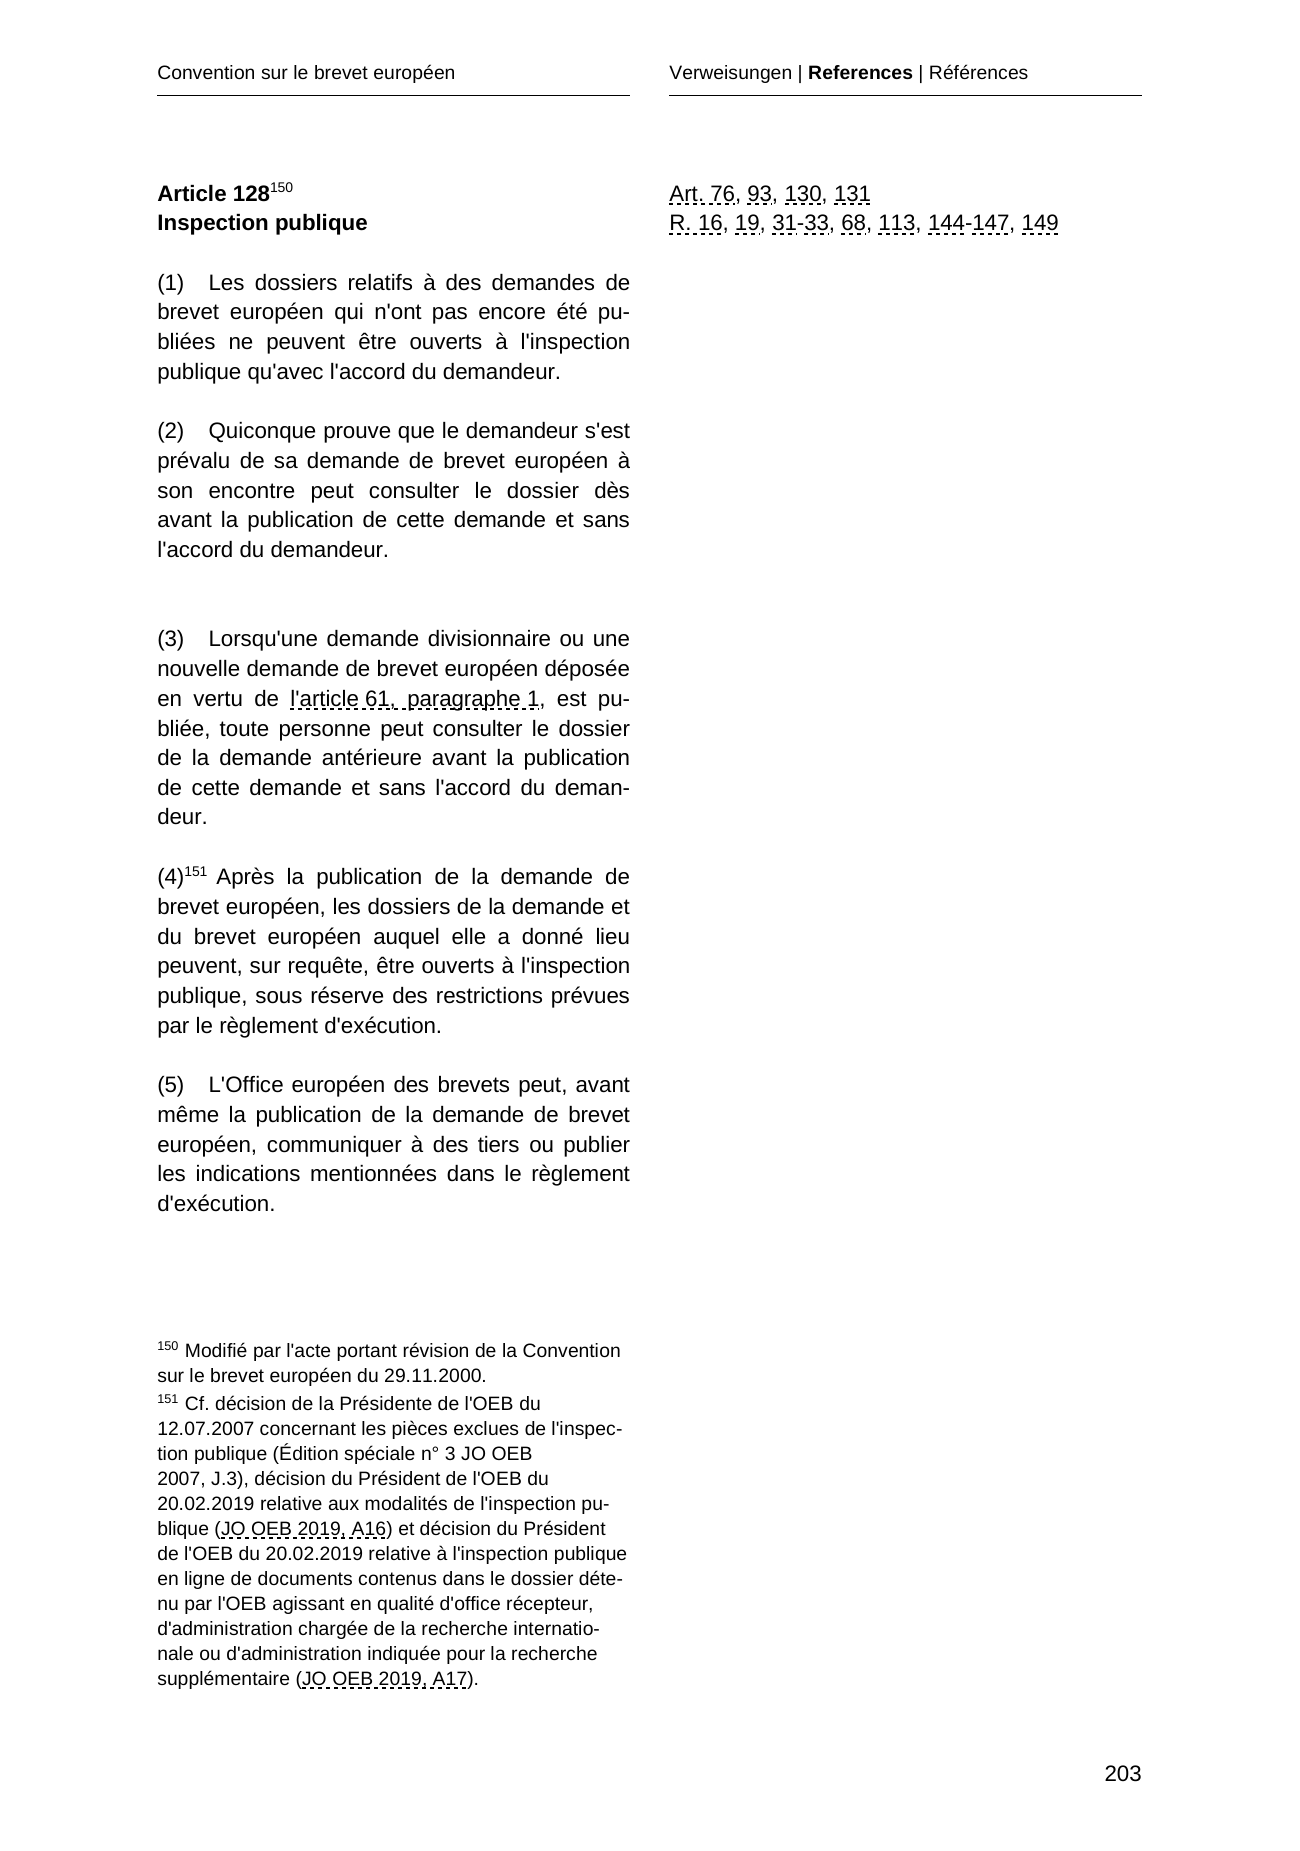 Convention sur le brevet européen
Verweisungen | References | Références
Article 128150
Inspection publique
(1) Les dossiers relatifs à des demandes de
brevet européen qui n'ont pas encore été pu-
bliées ne peuvent être ouverts à l'inspection
publique qu'avec l'accord du demandeur.
(2) Quiconque prouve que le demandeur s'est
prévalu de sa demande de brevet européen à
son encontre peut consulter le dossier dès
avant la publication de cette demande et sans
l'accord du demandeur.
(3) Lorsqu'une demande divisionnaire ou une
nouvelle demande de brevet européen déposée
en vertu de l'article 61, paragraphe 1, est pu-
bliée, toute personne peut consulter le dossier
de la demande antérieure avant la publication
de cette demande et sans l'accord du deman-
deur.
(4)151 Après la publication de la demande de
brevet européen, les dossiers de la demande et
du brevet européen auquel elle a donné lieu
peuvent, sur requête, être ouverts à l'inspection
publique, sous réserve des restrictions prévues
par le règlement d'exécution.
(5) L'Office européen des brevets peut, avant
même la publication de la demande de brevet
européen, communiquer à des tiers ou publier
les indications mentionnées dans le règlement
d'exécution.
150 Modifié par l'acte portant révision de la Convention
sur le brevet européen du 29.11.2000.
151 Cf. décision de la Présidente de l'OEB du
12.07.2007 concernant les pièces exclues de l'inspec-
tion publique (Édition spéciale n° 3 JO OEB
2007, J.3), décision du Président de l'OEB du
20.02.2019 relative aux modalités de l'inspection pu-
blique (JO OEB 2019, A16) et décision du Président
de l'OEB du 20.02.2019 relative à l'inspection publique
en ligne de documents contenus dans le dossier déte-
nu par l'OEB agissant en qualité d'office récepteur,
d'administration chargée de la recherche internatio-
nale ou d'administration indiquée pour la recherche
supplémentaire (JO OEB 2019, A17).
Art. 76, 93, 130, 131
R. 16, 19, 31-33, 68, 113, 144-147, 149
203